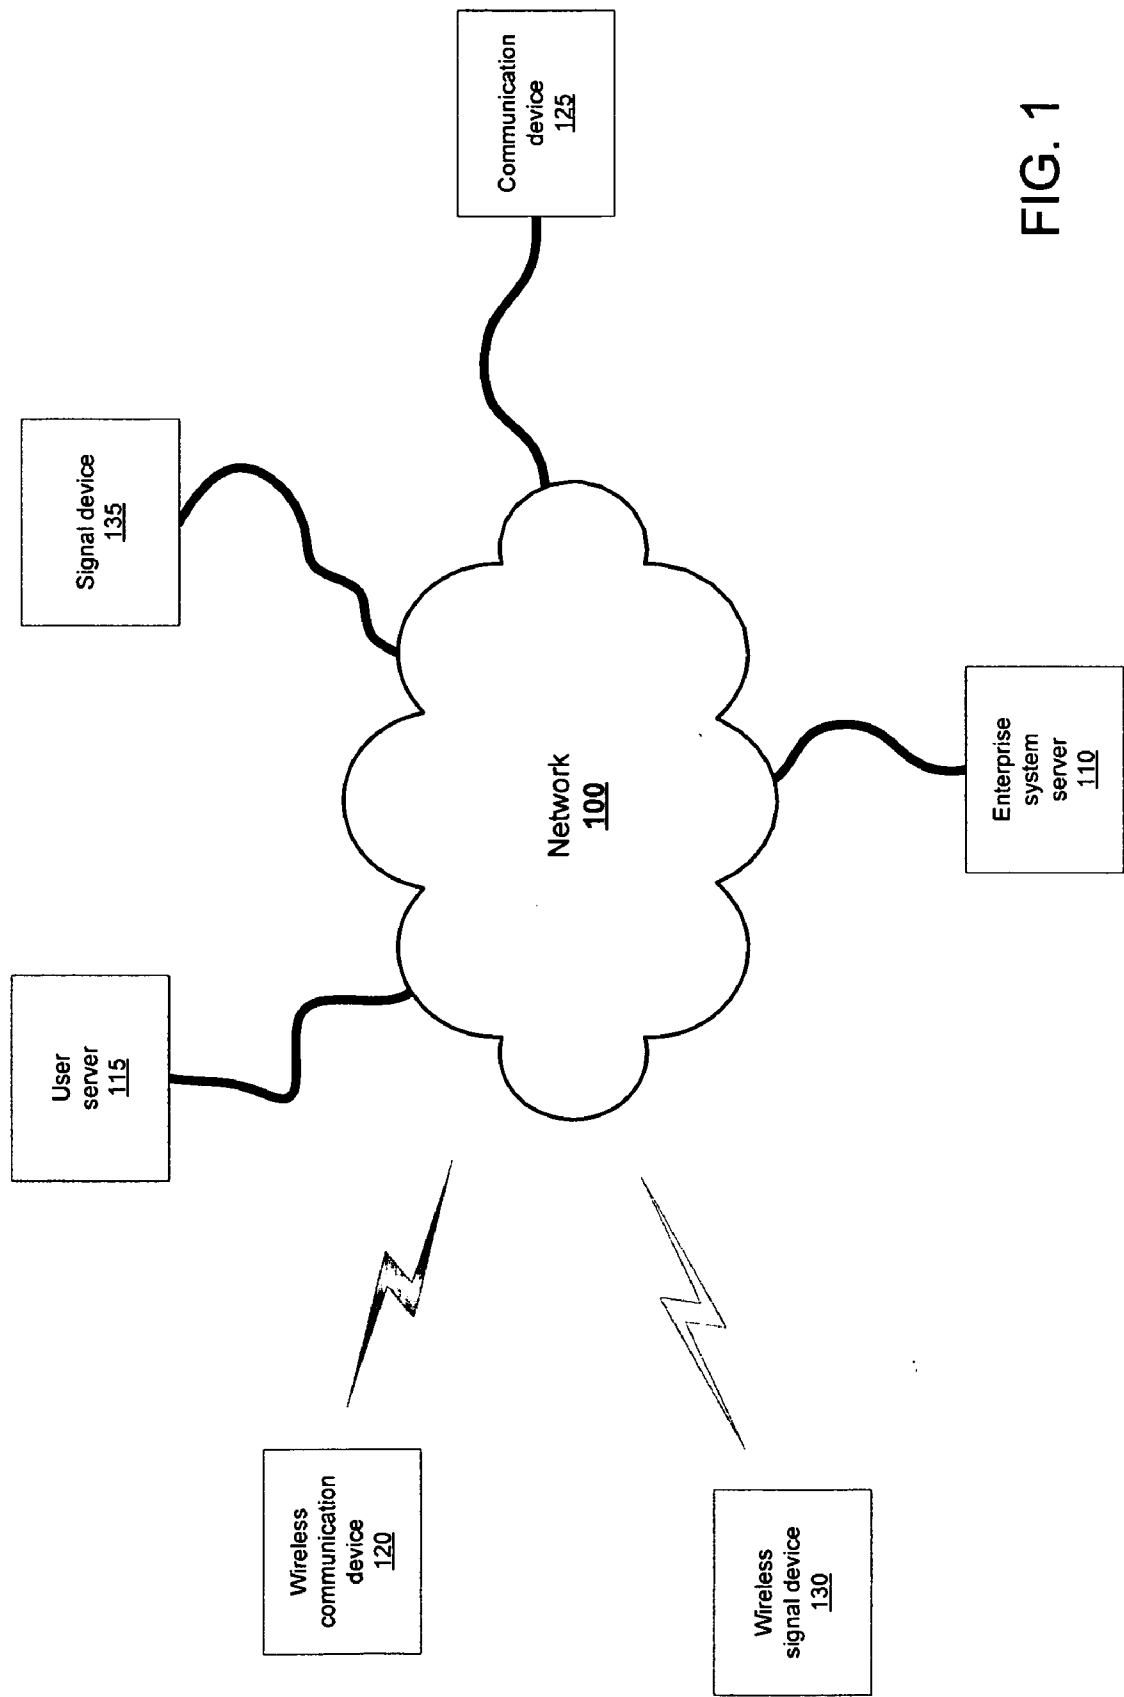 User
server
115
Signal device
135
Wireless
communication
device
120
Communication
device
125
Network
100
Wireless
signal device
130
Enterprise
system
server
110
FIG. 1